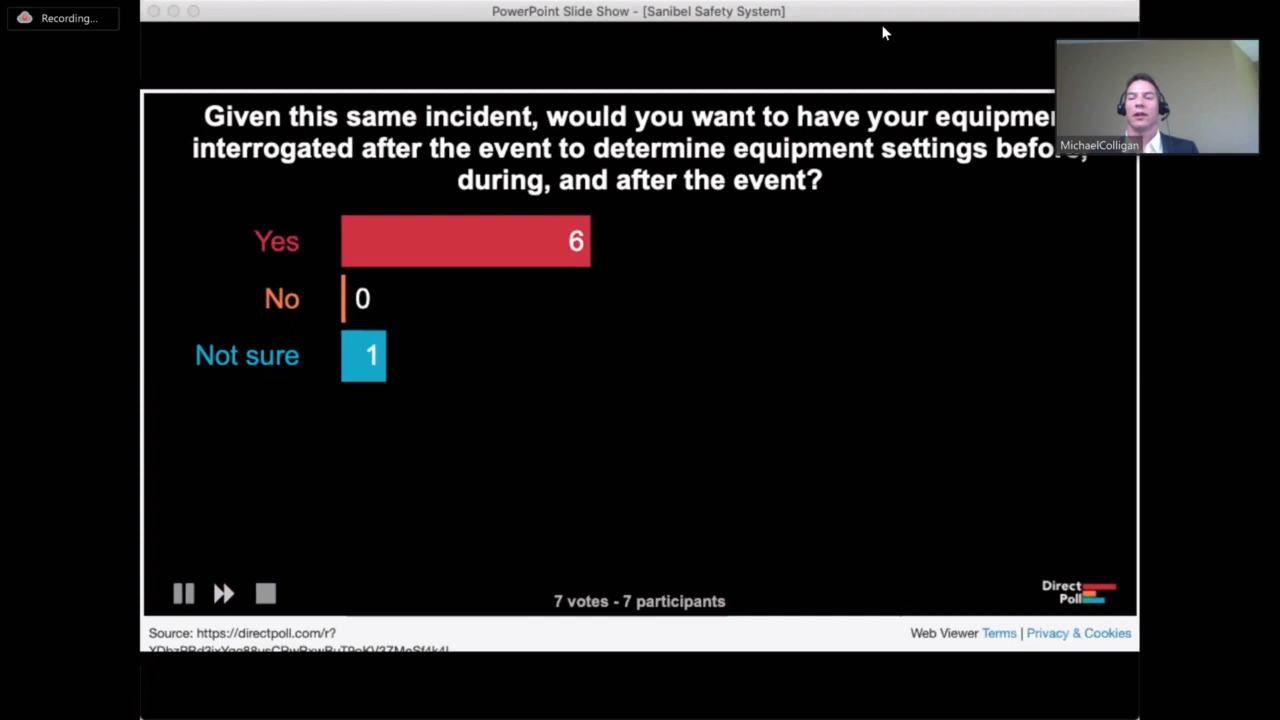 Recording...
PowerPoint Slide Show - [Sanibel Safety System]
MichaelColligan
Given this same incident, would you want to have your
interrogated after the event to determine equipment settings
during, and after the event?
Yes 6
No 0
Not sure 1
7 votes - 7 participants
Direct
Poll
Source: https://directpoll.com/r?
Web Viewer Terms | Privacy & Cookies